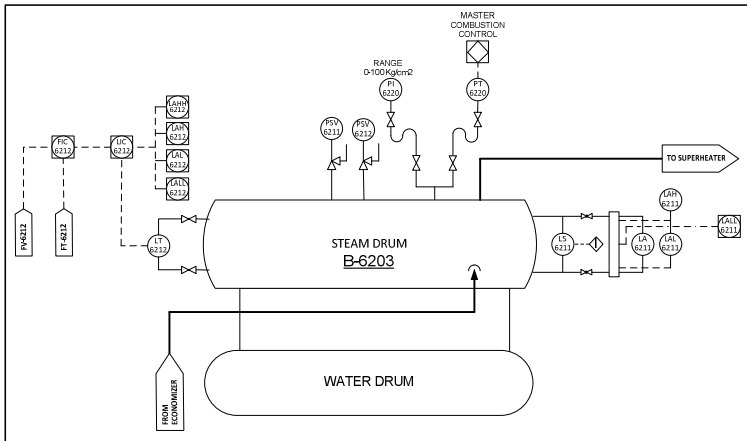 MASTER
COMBUSTION
CONTROL
RANGE
0-100Kg/cm2
PI
6220
PT
6220
LAHH
6212
PSV
6211
PSV
6212
LAH
6212
FIC
6212
LIC
6212
LAL
6212
TO SUPERHEATER
LALL
6212
LAH
6211
FV-6212
FT-6212
LT
6212
STEAM DRUM
B-6203
LS
6211
I
LA
6211
LAL
6211
LALL
6211
FROM
ECONOMIZER
WATER DRUM